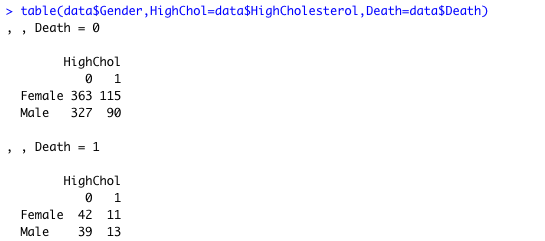 > table(data$Gender,HighChol=data$HighCholesterol,Death=data$Death)
, , Death = 0
HighChol
0 1
Female 363 115
Male 327 90
, , Death = 1
HighChol
0 1
Female 42 11
Male 39 13